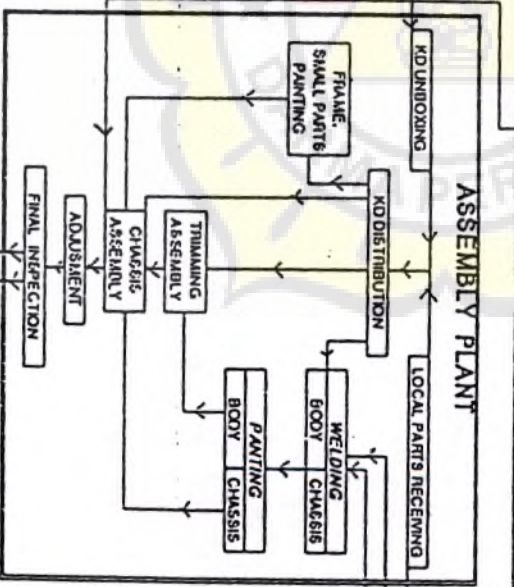 ASSEMBLY PLANT
KD UNBOXING
LOCAL PARTS RECEIVING
FRAME,
SMALL PARTS
PAINTING
KD DISTRIBUTION
WELDING
BODY CHASSIS
TRIMMING
ASSEMBLY
PANTING
BODY CHASSIS
CHASSIS
ASSEMBLY
ADJUSMENT
FINAL INSPECTION